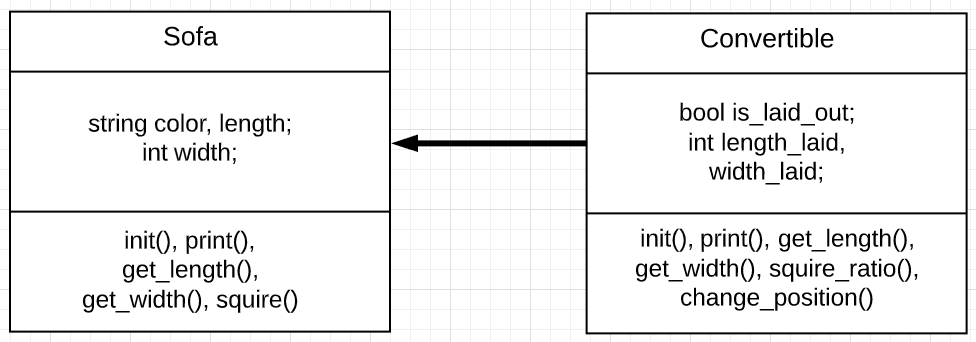 Sofa
string color, length;
int width;
init(), print(),
get_length(),
get_width(), squire()
Convertible
bool is_laid_out;
int length_laid,
width_laid;
init(), print(), get_length(),
get_width(), squire_ratio(),
change_position()